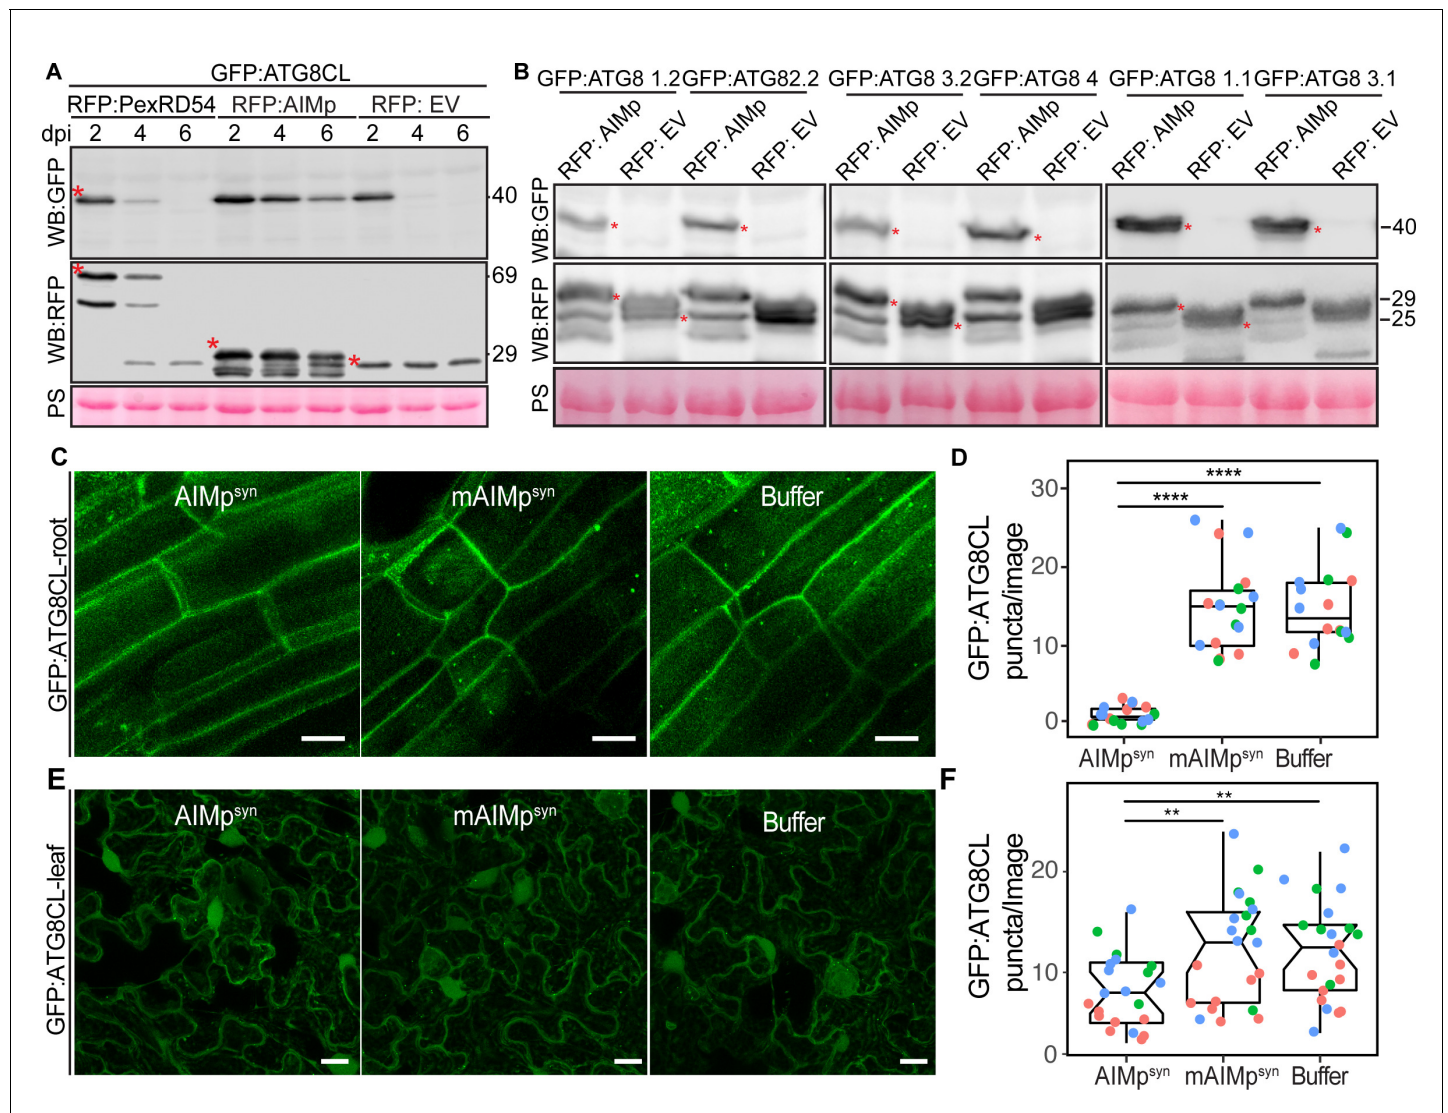 A
GFP:ATG8CL
RFP:PexRD54 RFP:AIMp RFP: EV
dpi 2 4 6 2 4 6 2 4 6
WB:GFP
*
40
WB:RFP
*
*
*
69
29
PS
B
GFP:ATG8 1.2 GFP:ATG82.2 GFP:ATG8 3.2 GFP:ATG8 4 GFP:ATG8 1.1 GFP:ATG8 3.1
RFP: AIMp RFP: EV RFP: AIMp RFP: EV RFP: AIMp RFP: EV RFP: AIMp RFP: EV RFP: AIMp RFP: EV RFP: AIMp RFP: EV
WB:GFP
* * * * * *
40
WB:RFP
* * * * * *
29
25
PS
C
GFP:ATG8CL-root
AIMpsyn mAIMpsyn Buffer
D
GFP:ATG8CL
puncta/image
30
20
10
0
****
****
AIMpsyn mAIMpsyn Buffer
E
GFP:ATG8CL-leaf
AIMpsyn mAIMpsyn Buffer
F
GFP:ATG8CL
puncta/Image
20
10
0
**
**
AIMpsyn mAIMpsyn Buffer